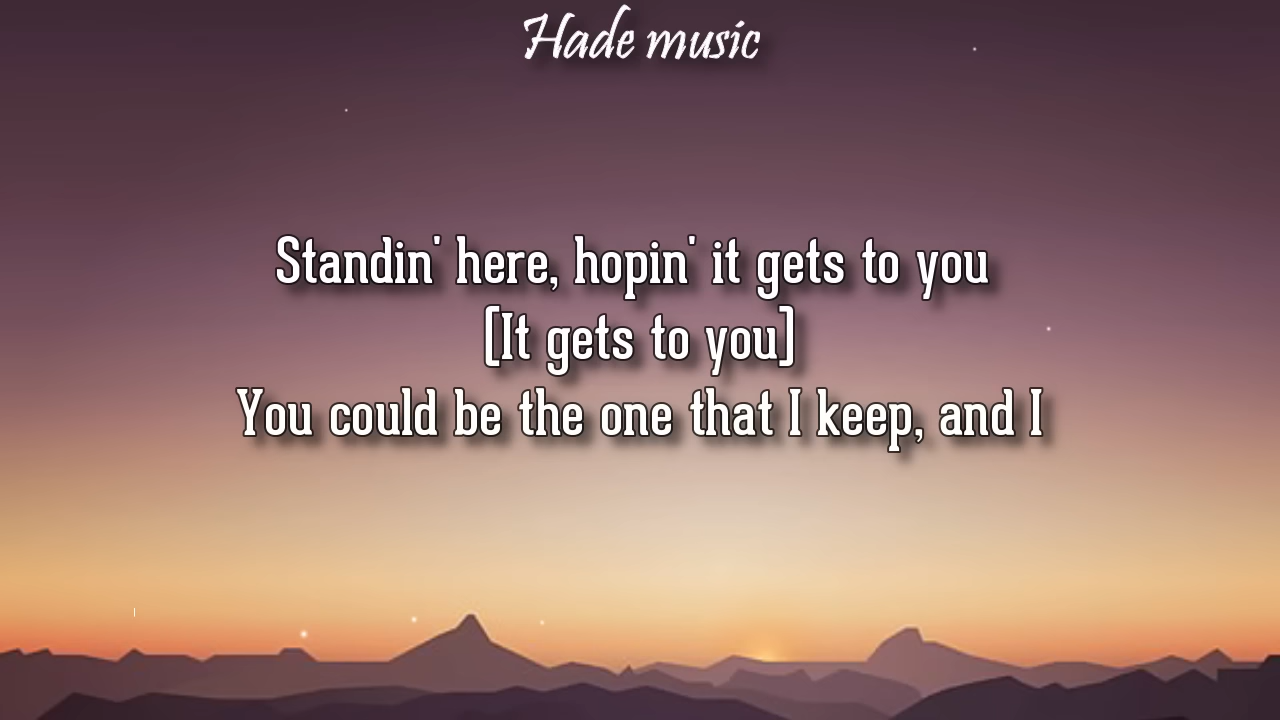 Hade music
Standin' here, hopin' it gets to you
[It gets to you]
You could be the one that I keep, and I